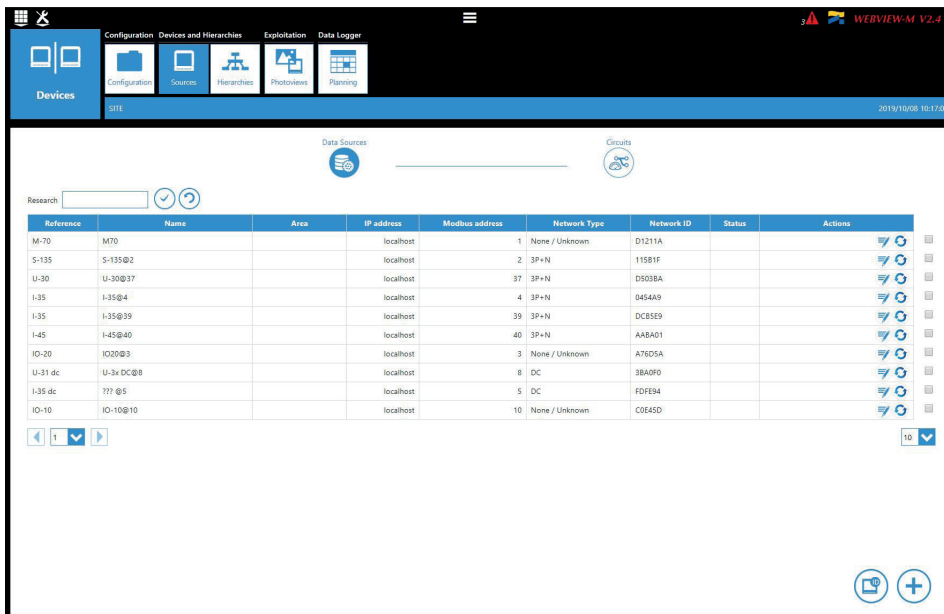 3 WEBVIEW-M V2.4
Configuration Devices and Hierarchies Exploitation Data Logger
Configuration Sources Hierarchies Photoviews Planning
Devices
SITE 2019/10/08 10:17:0
Data Sources Circuits
Research
Reference Name Area IP address Modbus address Network Type Network ID Status Actions
M-70 M70 localhost 1 None / Unknown D1211A
S-135 S-135@2 localhost 2 3P+N 115B1F
U-30 U-30@37 localhost 37 3P+N D503BA
I-35 I-35@4 localhost 4 3P+N 0454A9
I-35 I-35@39 localhost 39 3P+N DCB5E9
I-45 I-45@40 localhost 40 3P+N AABA01
IO-20 IO20@3 localhost 3 None / Unknown A76D5A
U-31 dc U-3x DC@8 localhost 8 DC 3BA0F0
I-35 dc ??? @5 localhost 5 DC FDFE94
IO-10 IO-10@10 localhost 10 None / Unknown C0E45D
1 10
ID